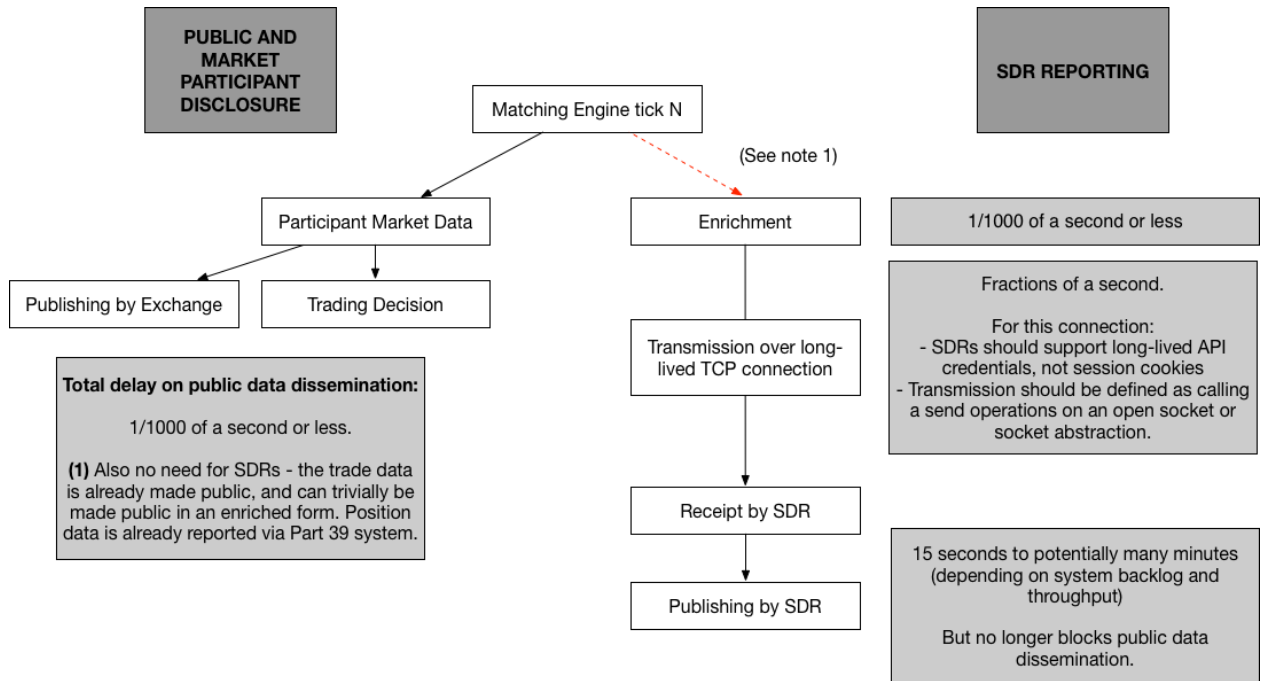 PUBLIC AND
MARKET
PARTICIPANT
DISCLOSURE
SDR REPORTING
Matching Engine tick N
(See note 1)
Participant Market Data
Enrichment
1/1000 of a second or less
Publishing by Exchange
Trading Decision
Fractions of a second.
For this connection:
- SDRs should support long-lived API
credentials, not session cookies
- Transmission should be defined as calling
a send operations on an open socket or
socket abstraction.
Transmission over long-
lived TCP connection
Total delay on public data dissemination:
1/1000 of a second or less.
(1) Also no need for SDRs - the trade data
is already made public, and can trivially be
made public in an enriched form. Position
data is already reported via Part 39 system.
Receipt by SDR
Publishing by SDR
15 seconds to potentially many minutes
(depending on system backlog and
throughput)
But no longer blocks public data
dissemination.